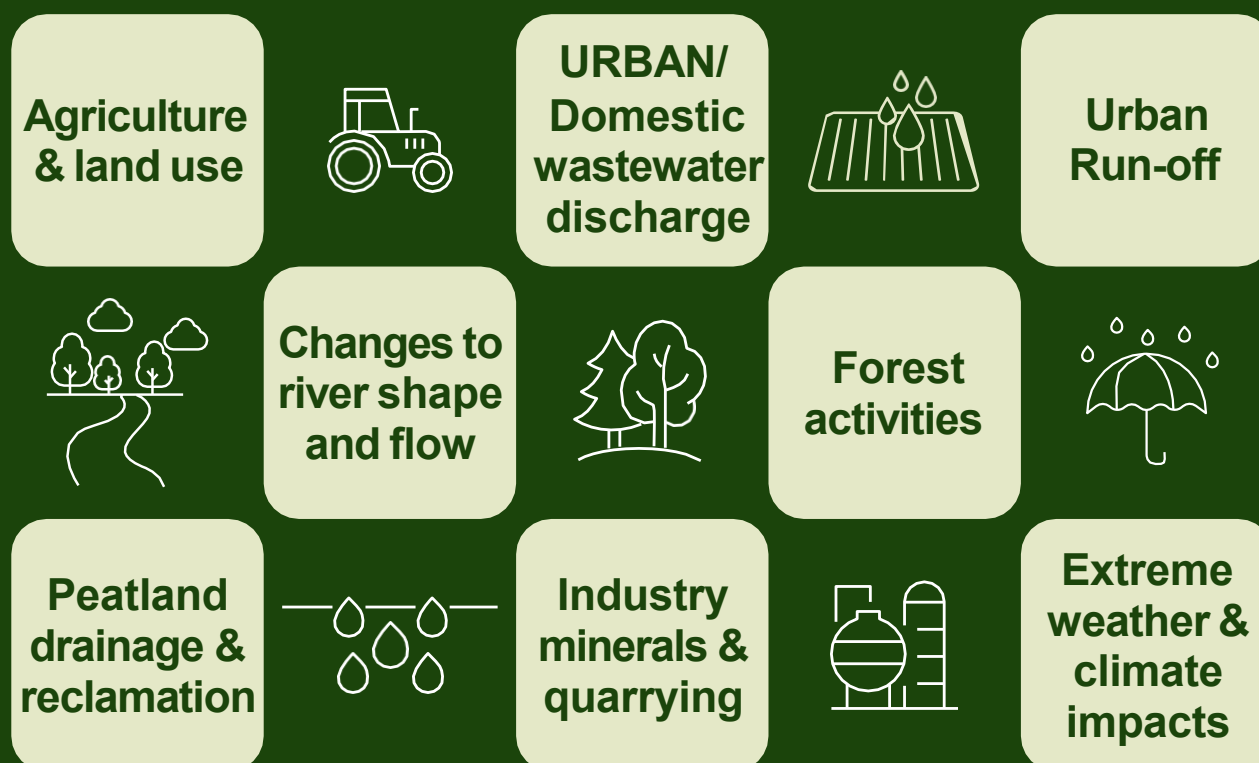 Agriculture
& land use
URBAN/
Domestic
wastewater
discharge
Urban
Run-off
Changes to
river shape
and flow
Forest
activities
Peatland
drainage &
reclamation
Industry
minerals &
quarrying
Extreme
weather &
climate
impacts